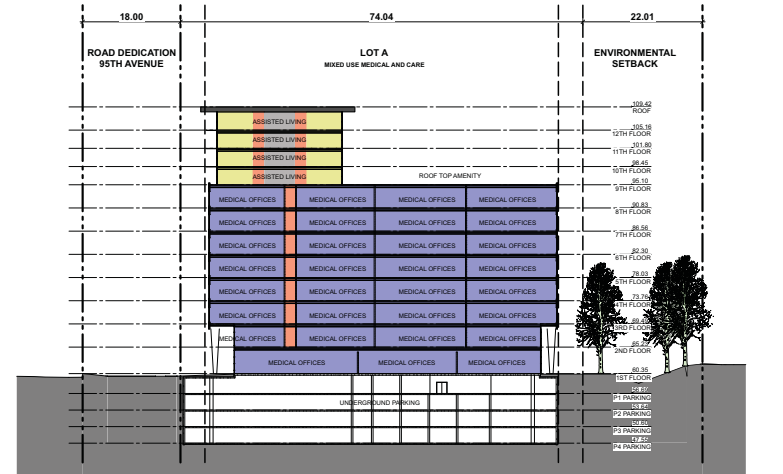 18.00 74.04 22.01
ROAD DEDICATION
95TH AVENUE
LOT A
MIXED USE MEDICAL AND CARE
ENVIRONMENTAL
SETBACK
109.42
ROOF
ASSISTED LIVING
105.16
12TH FLOOR
ASSISTED LIVING
101.80
11TH FLOOR
ASSISTED LIVING
98.45
10TH FLOOR
ASSISTED LIVING
ROOF TOP AMENITY
95.10
9TH FLOOR
MEDICAL OFFICES MEDICAL OFFICES MEDICAL OFFICES MEDICAL OFFICES
90.83
8TH FLOOR
MEDICAL OFFICES MEDICAL OFFICES MEDICAL OFFICES MEDICAL OFFICES
86.56
7TH FLOOR
MEDICAL OFFICES MEDICAL OFFICES MEDICAL OFFICES MEDICAL OFFICES
82.30
6TH FLOOR
MEDICAL OFFICES MEDICAL OFFICES MEDICAL OFFICES MEDICAL OFFICES
78.03
5TH FLOOR
MEDICAL OFFICES MEDICAL OFFICES MEDICAL OFFICES MEDICAL OFFICES
73.76
4TH FLOOR
MEDICAL OFFICES MEDICAL OFFICES MEDICAL OFFICES MEDICAL OFFICES
3RD FLOOR
MEDICAL OFFICES MEDICAL OFFICES MEDICAL OFFICES MEDICAL OFFICES
2ND FLOOR
MEDICAL OFFICES MEDICAL OFFICES MEDICAL OFFICES
60.35
1ST FLOOR
P1 PARKING
UNDERGROUND PARKING
P2 PARKING
50.60
P3 PARKING
47.55
P4 PARKING